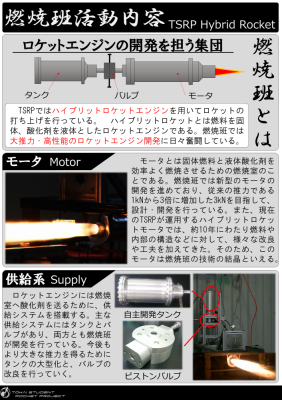 燃焼班活動内容 TSRP Hybrid Rocket
ロケットエンジンの開発を担う集団
タンク
バルブ
モータ
燃焼班とは
TSRPではハイブリットロケットエンジンを用いてロケットの
打ち上げを行っている。 ハイブリットロケットとは燃料を固
体、酸化剤を液体としたロケットエンジンである。燃焼班では
大推力・高性能のロケットエンジン開発に日々奮闘している。
モータ Motor
モータとは固体燃料と液体酸化剤を
効率よく燃焼させるための燃焼室のこ
とである。燃焼班では新型のモータの
開発を進めており、従来の推力である
1kNから3倍に増加した3kNを目指して、
設計・開発を行っている。また、現在
のTSRPが運用するハイブリットロケッ
トモータでは、約10年にわたり燃料や
内部の構造などに対して、様々な改良
や工夫を加えてきた。そのため、この
モータは燃焼班の技術の結晶といえる。
供給系 Supply
ロケットエンジンには燃焼
室へ酸化剤を送るために、供
給システムを搭載する。主な
供給システムにはタンクとバ
ルブがあり、両方とも燃焼班
が開発を行っている。今後も
より大きな推力を得るために
タンクの大型化と、バルブの
改良を行っていく。
自主開発タンク
ピストンバルブ
TOKAI STUDENT
ROCKET PROJECT